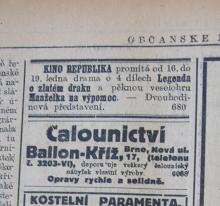 OBČANSKÉ
KINO REPUBLIKA promítá od 16. do
19. ledna drama o 4 dílech Legenda
o zlatém draku a pěknou veselohru
Manželka na výpomoc. — Dvouhodi-
nová představení. 680
Čalounictví
Ballon-Kříž, Brno, Nová ul.
17, (telefonu
č. 3203-VI), doporučuje veškerý čalounický
nábytek vlastní výroby. 6068
Opravy rychle a solidně.
KOSTELNÍ PARAMENTA,